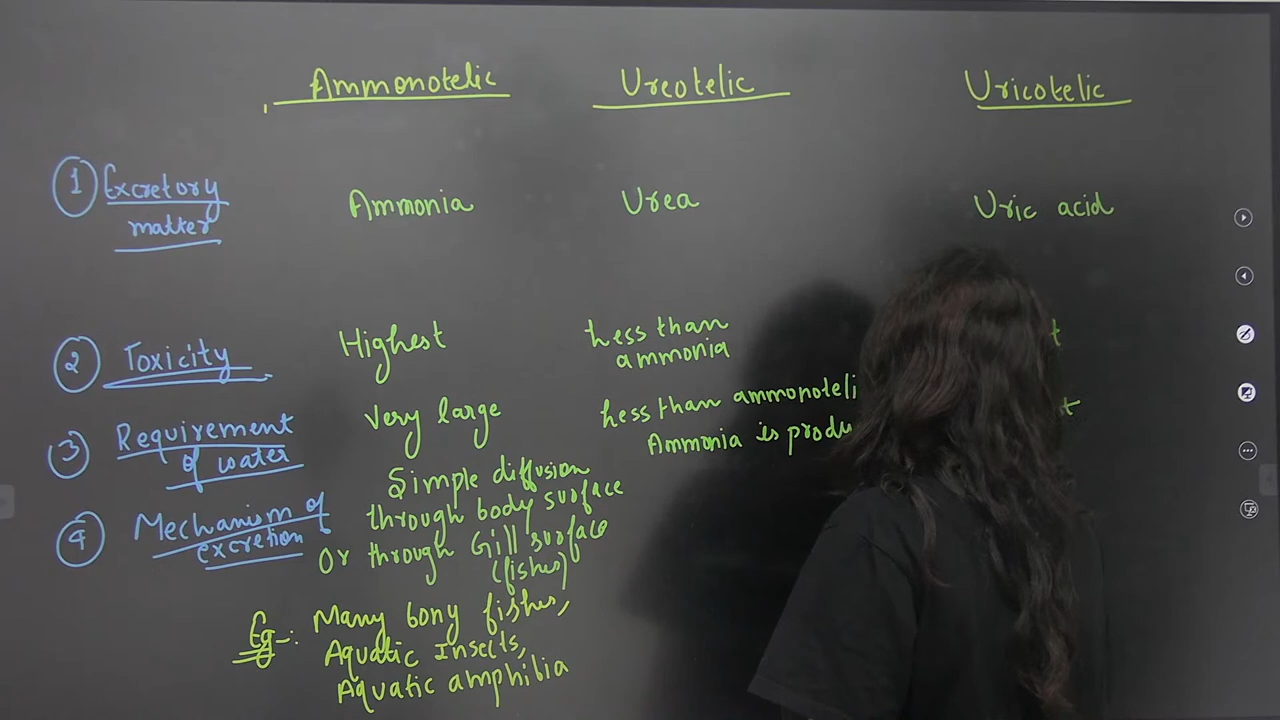 Ammonotelic Ureotelic Uricotelic
① Excretory
matter
Ammonia Urea Uric acid
② Toxicity
Highest
Less than
ammonia
③ Requirement
of water
Very large
Less than ammonoteli
Ammonia is produ
④ Mechanism of
excretion
Simple diffusion
through body surface
Or through Gill surface
(fishes)
Eg-: Many bony fishes,
Aquatic Insects,
Aquatic amphibia